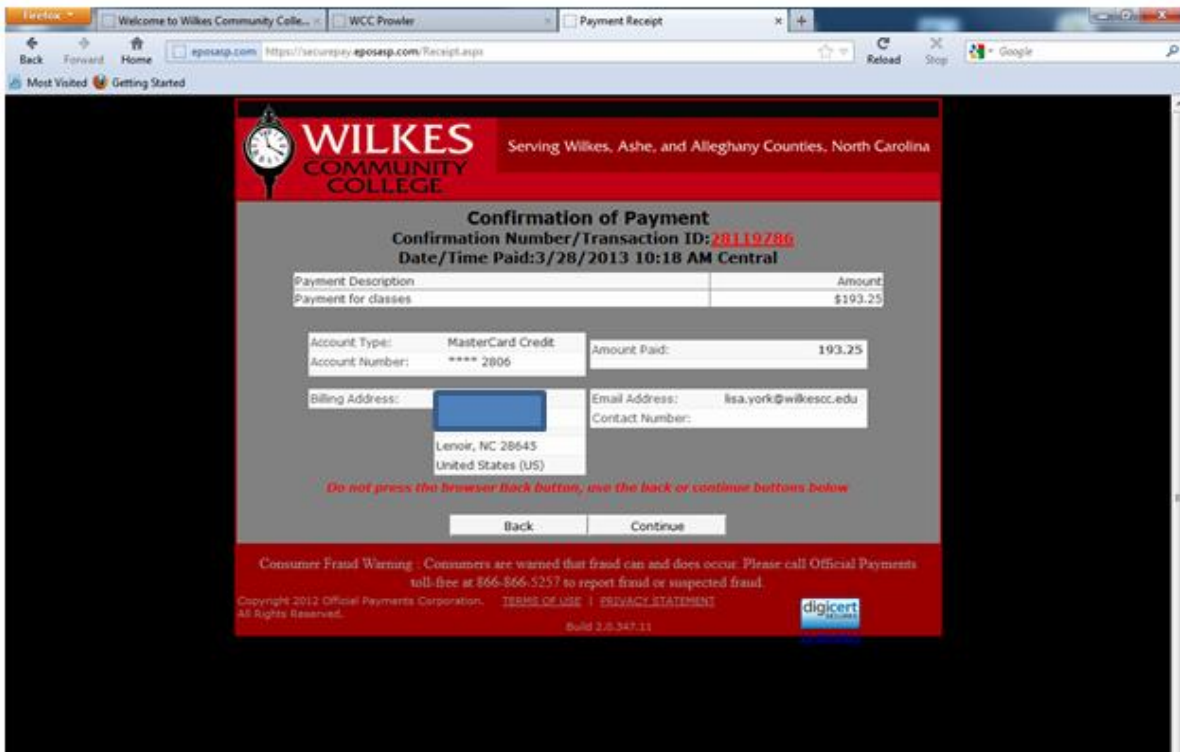 Firefox
Welcome to Wilkes Community Colle...
WCC Prowler
Payment Receipt
Back
Forward
Home
eposasp.com
https://securepay.eposasp.com/Receipt.aspx
Reload
Stop
Google
Most Visited
Getting Started
WILKES
COMMUNITY
COLLEGE
Serving Wilkes, Ashe, and Alleghany Counties, North Carolina
Confirmation of Payment
Confirmation Number/Transaction ID:28119786
Date/Time Paid:3/28/2013 10:18 AM Central
Payment Description Amount
Payment for classes $193.25
Account Type: MasterCard Credit
Account Number: **** 2806
Amount Paid: 193.25
Billing Address:
Lenoir, NC 28645
United States (US)
Email Address: lisa.york@wilkescc.edu
Contact Number:
Do not press the browser Back button, use the back or continue buttons below
Back Continue
Consumer Fraud Warning : Consumers are warned that fraud can and does occur. Please call Official Payments
toll-free at 866-866-5257 to report fraud or suspected fraud.
Copyright 2012 Official Payments Corporation. TERMS OF USE | PRIVACY STATEMENT
All Rights Reserved.
Build 2.0.347.11
digicert